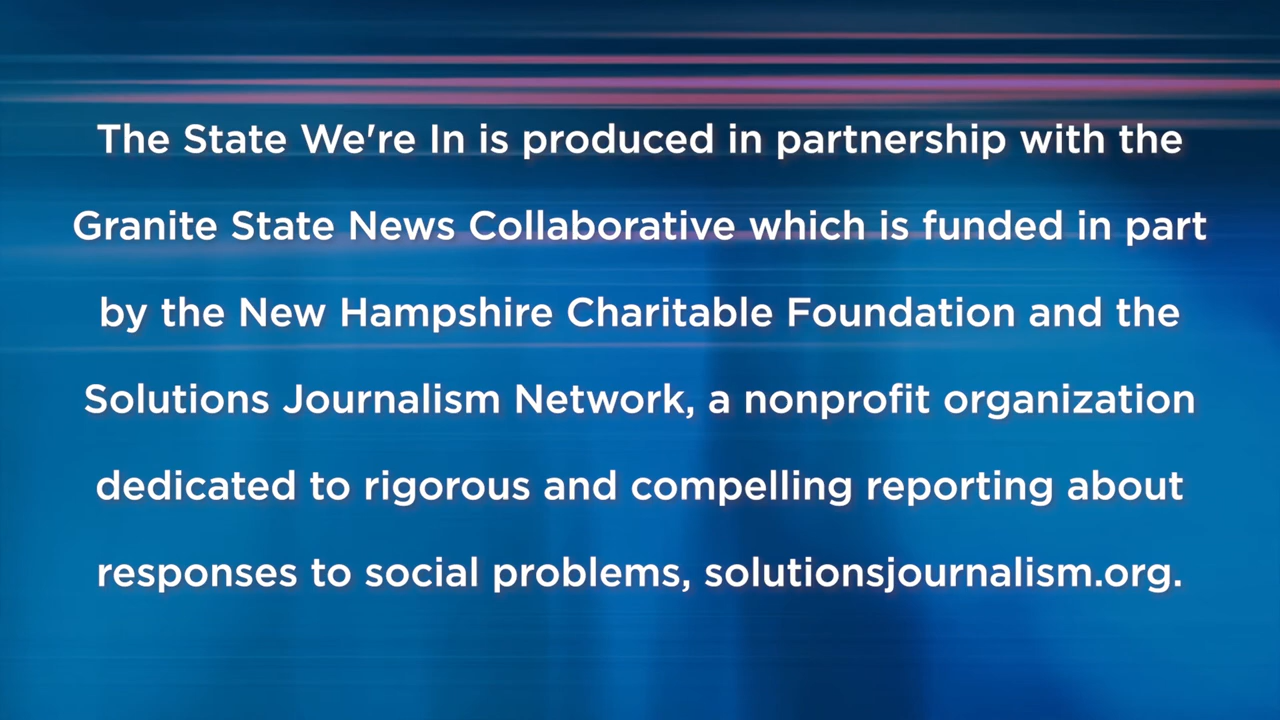 The State We're In is produced in partnership with the
Granite State News Collaborative which is funded in part
by the New Hampshire Charitable Foundation and the
Solutions Journalism Network, a nonprofit organization
dedicated to rigorous and compelling reporting about
responses to social problems, solutionsjournalism.org.